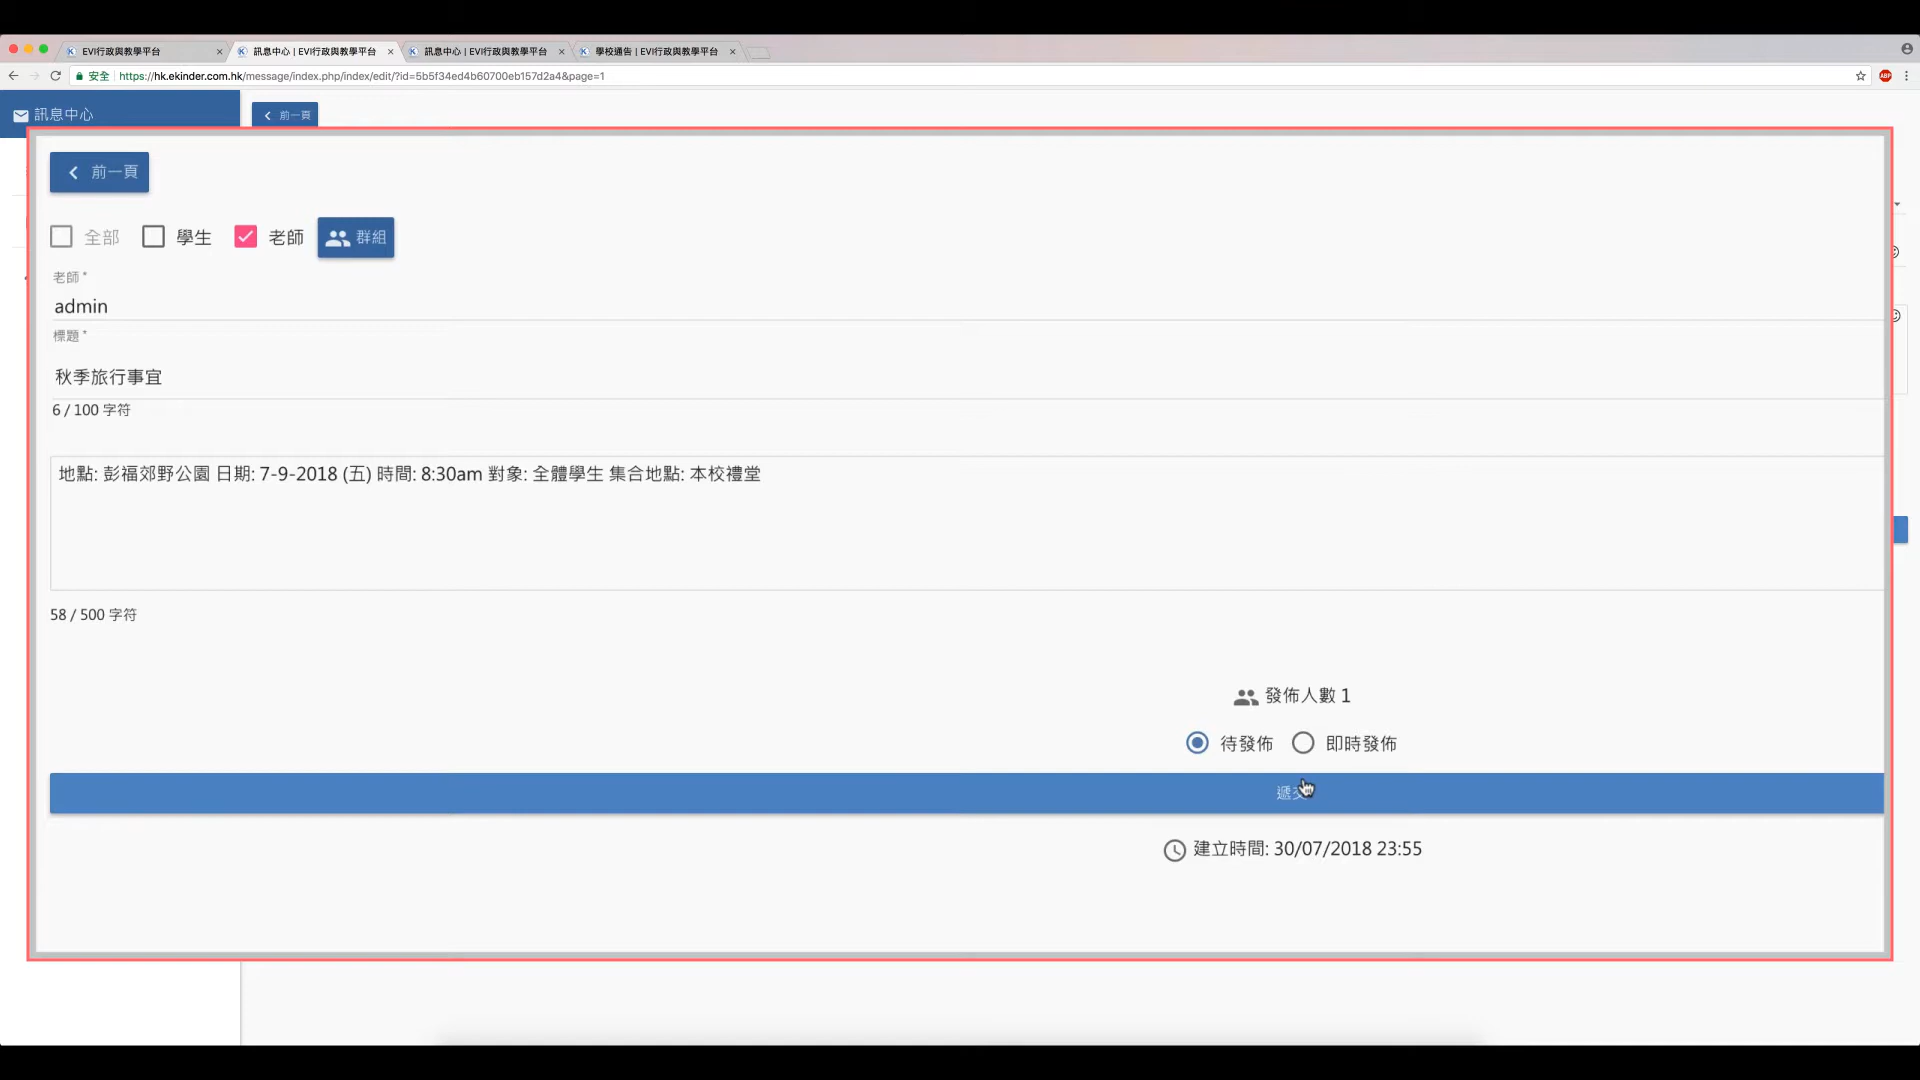 EVI行政與教學平台
訊息中心 | EVI行政與教學平台
訊息中心 | EVI行政與教學平台
學校通告 | EVI行政與教學平台
安全
https://hk.ekinder.com.hk/message/index.php/index/edit/?id=5b5f34ed4b60700eb157d2a4&page=1
ABP
訊息中心
前一頁
前一頁
全部
學生
老師
群組
老師 *
admin
標題 *
秋季旅行事宜
6 / 100 字符
地點: 彭福郊野公園 日期: 7-9-2018 (五) 時間: 8:30am 對象: 全體學生 集合地點: 本校禮堂
58 / 500 字符
發佈人數 1
待發佈
即時發佈
遞交
建立時間: 30/07/2018 23:55